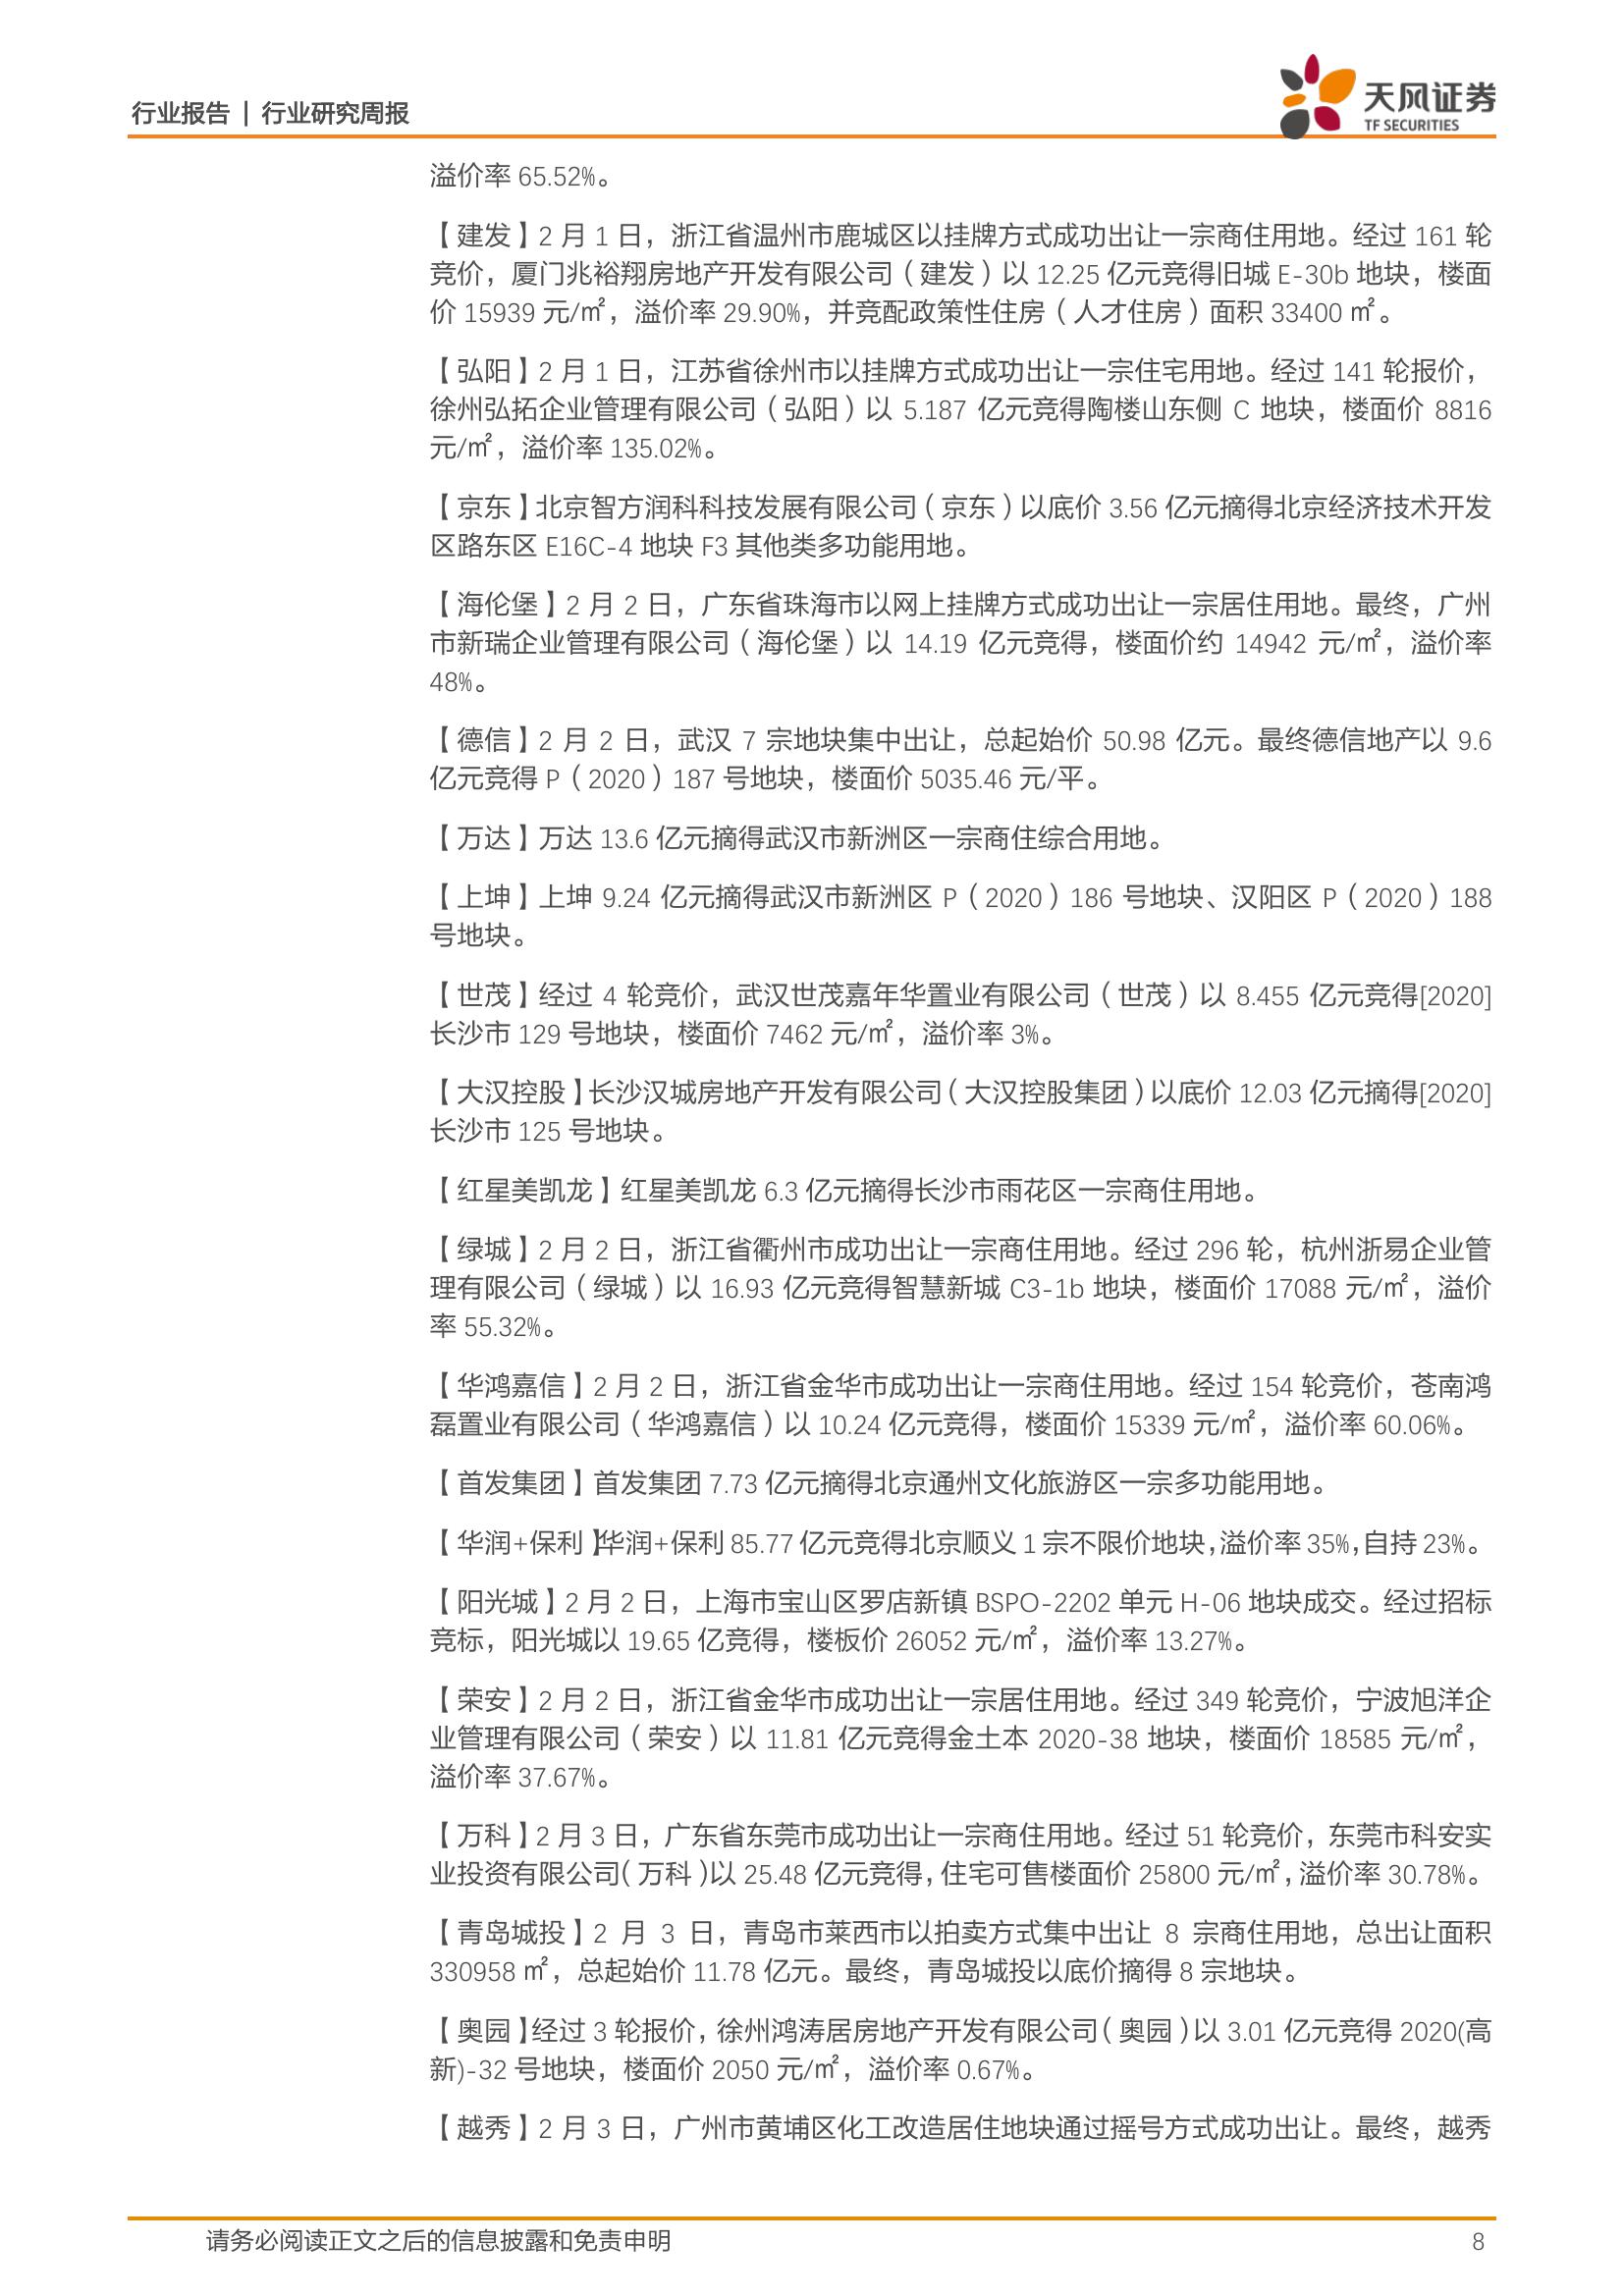 行业报告 | 行业研究周报
天风证券
TF SECURITIES
溢价率 65.52%。
【建发】2 月 1 日，浙江省温州市鹿城区以挂牌方式成功出让一宗商住用地。经过 161 轮
竞价，厦门兆裕翔房地产开发有限公司（建发）以 12.25 亿元竞得旧城 E-30b 地块，楼面
价 15939 元/㎡，溢价率 29.90%，并竞配政策性住房（人才住房）面积 33400 ㎡。
【弘阳】2 月 1 日，江苏省徐州市以挂牌方式成功出让一宗住宅用地。经过 141 轮报价，
徐州弘拓企业管理有限公司（弘阳）以 5.187 亿元竞得陶楼山东侧 C 地块，楼面价 8816
元/㎡，溢价率 135.02%。
【京东】北京智方润科科技发展有限公司（京东）以底价 3.56 亿元摘得北京经济技术开发
区路东区 E16C-4 地块 F3 其他类多功能用地。
【海伦堡】2 月 2 日，广东省珠海市以网上挂牌方式成功出让一宗居住用地。最终，广州
市新瑞企业管理有限公司（海伦堡）以 14.19 亿元竞得，楼面价约 14942 元/㎡，溢价率
48%。
【德信】2 月 2 日，武汉 7 宗地块集中出让，总起始价 50.98 亿元。最终德信地产以 9.6
亿元竞得 P（2020）187 号地块，楼面价 5035.46 元/平。
【万达】万达 13.6 亿元摘得武汉市新洲区一宗商住综合用地。
【上坤】上坤 9.24 亿元摘得武汉市新洲区 P（2020）186 号地块、汉阳区 P（2020）188
号地块。
【世茂】经过 4 轮竞价，武汉世茂嘉年华置业有限公司（世茂）以 8.455 亿元竞得[2020]
长沙市 129 号地块，楼面价 7462 元/㎡，溢价率 3%。
【大汉控股】长沙汉城房地产开发有限公司（大汉控股集团）以底价 12.03 亿元摘得[2020]
长沙市 125 号地块。
【红星美凯龙】红星美凯龙 6.3 亿元摘得长沙市雨花区一宗商住用地。
【绿城】2 月 2 日，浙江省衢州市成功出让一宗商住用地。经过 296 轮，杭州浙易企业管
理有限公司（绿城）以 16.93 亿元竞得智慧新城 C3-1b 地块，楼面价 17088 元/㎡，溢价
率 55.32%。
【华鸿嘉信】2 月 2 日，浙江省金华市成功出让一宗商住用地。经过 154 轮竞价，苍南鸿
磊置业有限公司（华鸿嘉信）以 10.24 亿元竞得，楼面价 15339 元/㎡，溢价率 60.06%。
【首发集团】首发集团 7.73 亿元摘得北京通州文化旅游区一宗多功能用地。
【华润+保利】华润+保利 85.77 亿元竞得北京顺义 1 宗不限价地块，溢价率 35%，自持 23%。
【阳光城】2 月 2 日，上海市宝山区罗店新镇 BSPO-2202 单元 H-06 地块成交。经过招标
竞标，阳光城以 19.65 亿竞得，楼板价 26052 元/㎡，溢价率 13.27%。
【荣安】2 月 2 日，浙江省金华市成功出让一宗居住用地。经过 349 轮竞价，宁波旭洋企
业管理有限公司（荣安）以 11.81 亿元竞得金土本 2020-38 地块，楼面价 18585 元/㎡，
溢价率 37.67%。
【万科】2 月 3 日，广东省东莞市成功出让一宗商住用地。经过 51 轮竞价，东莞市科安实
业投资有限公司（万科）以 25.48 亿元竞得，住宅可售楼面价 25800 元/㎡，溢价率 30.78%。
【青岛城投】2 月 3 日，青岛市莱西市以拍卖方式集中出让 8 宗商住用地，总出让面积
330958 ㎡，总起始价 11.78 亿元。最终，青岛城投以底价摘得 8 宗地块。
【奥园】经过 3 轮报价，徐州鸿涛居房地产开发有限公司（奥园）以 3.01 亿元竞得 2020(高
新)-32 号地块，楼面价 2050 元/㎡，溢价率 0.67%。
【越秀】2 月 3 日，广州市黄埔区化工改造居住地块通过摇号方式成功出让。最终，越秀
请务必阅读正文之后的信息披露和免责申明
8